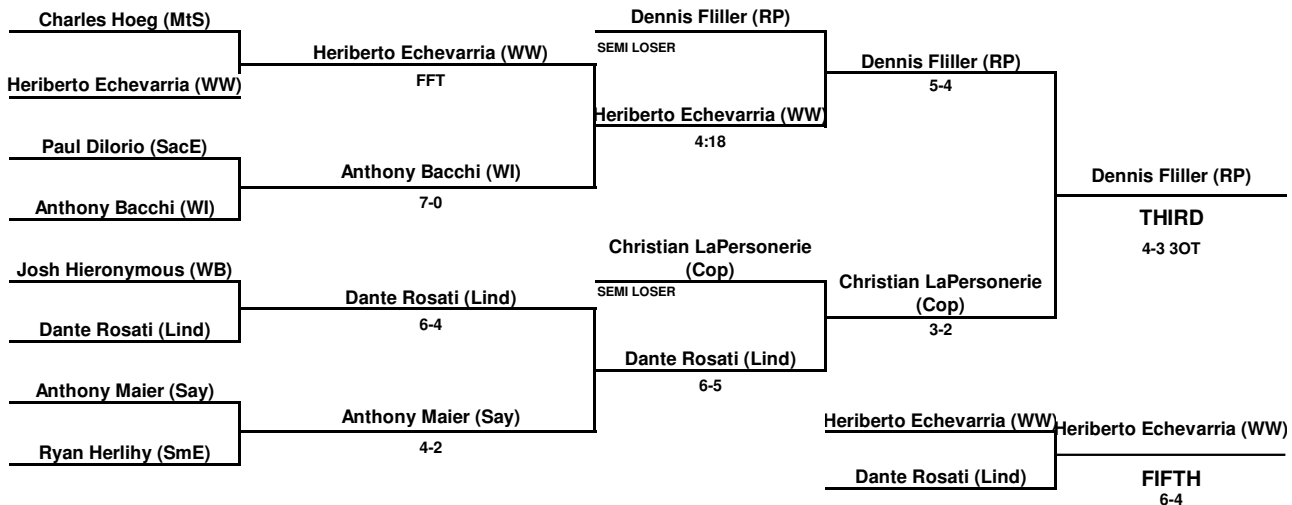 Charles Hoeg (MtS)
Heriberto Echevarria (WW)
Heriberto Echevarria (WW)
FFT
Paul DiIorio (SacE)
Anthony Bacchi (WI)
Anthony Bacchi (WI)
7-0
Josh Hieronymous (WB)
Dante Rosati (Lind)
Dante Rosati (Lind)
6-4
Anthony Maier (Say)
Anthony Maier (Say)
4-2
Ryan Herlihy (SmE)
Dennis Fliller (RP)
SEMI LOSER
Heriberto Echevarria (WW)
4:18
Christian LaPersonerie
(Cop)
SEMI LOSER
Dante Rosati (Lind)
6-5
Dennis Fliller (RP)
5-4
Christian LaPersonerie
(Cop)
3-2
Dennis Fliller (RP)
THIRD
4-3 3OT
Heriberto Echevarria (WW)
Dante Rosati (Lind)
Heriberto Echevarria (WW)
FIFTH
6-4